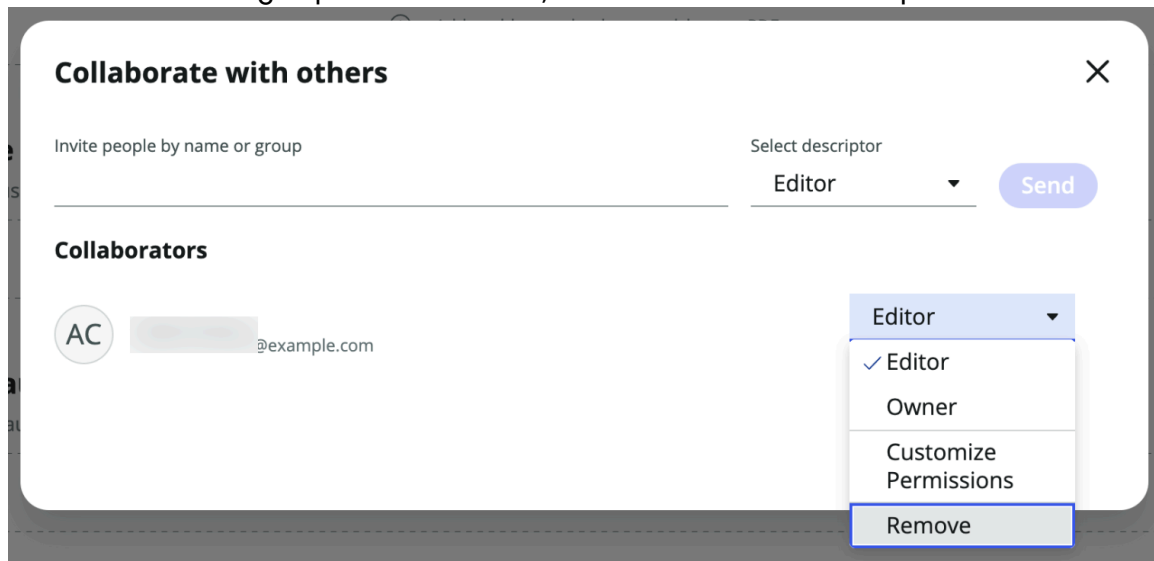 Collaborate with others
Invite people by name or group
Select descriptor
Editor
Send
Collaborators
AC
@example.com
Editor
Editor
Owner
Customize
Permissions
Remove